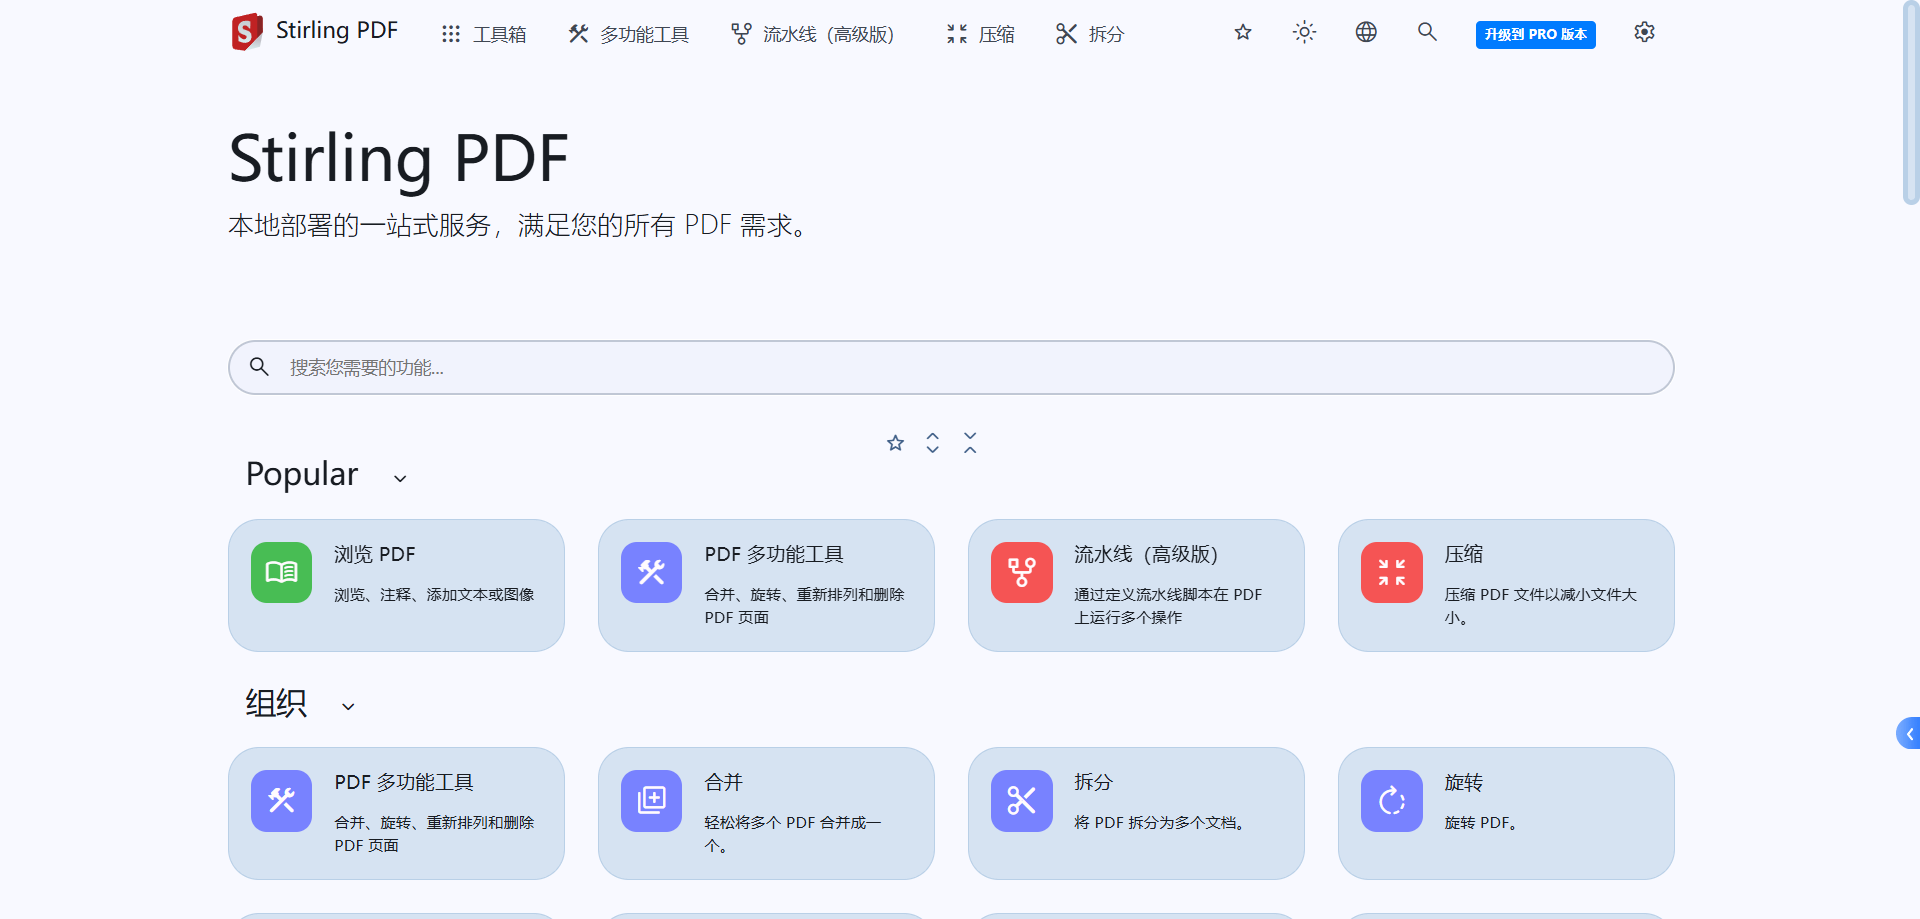 Stirling PDF
工具箱
多功能工具
流水线（高级版）
压缩
拆分
升级到 PRO 版本
Stirling PDF
本地部署的一站式服务，满足您的所有 PDF 需求。
搜索您需要的功能...
Popular
浏览 PDF
浏览、注释、添加文本或图像
PDF 多功能工具
合并、旋转、重新排列和删除
PDF 页面
流水线（高级版）
通过定义流水线脚本在 PDF
上运行多个操作
压缩
压缩 PDF 文件以减小文件大
小。
组织
PDF 多功能工具
合并、旋转、重新排列和删除
PDF 页面
合并
轻松将多个 PDF 合并成一
个。
拆分
将 PDF 拆分为多个文档。
旋转
旋转 PDF。